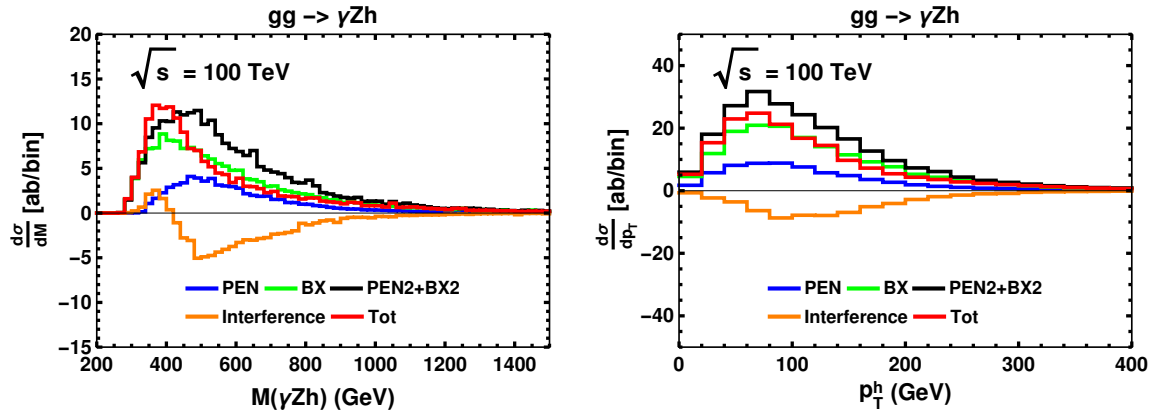 gg -> γZh
√s = 100 TeV
dσ/dM [ab/bin]
20
15
10
5
0
−5
−10
−15
PEN BX PEN2+BX2
Interference Tot
200 400 600 800 1000 1200 1400
M(γZh) (GeV)
gg -> γZh
√s = 100 TeV
dσ/dp_T [ab/bin]
40
20
0
−20
−40
PEN BX PEN2+BX2
Interference Tot
0 100 200 300 400
p_T^h (GeV)